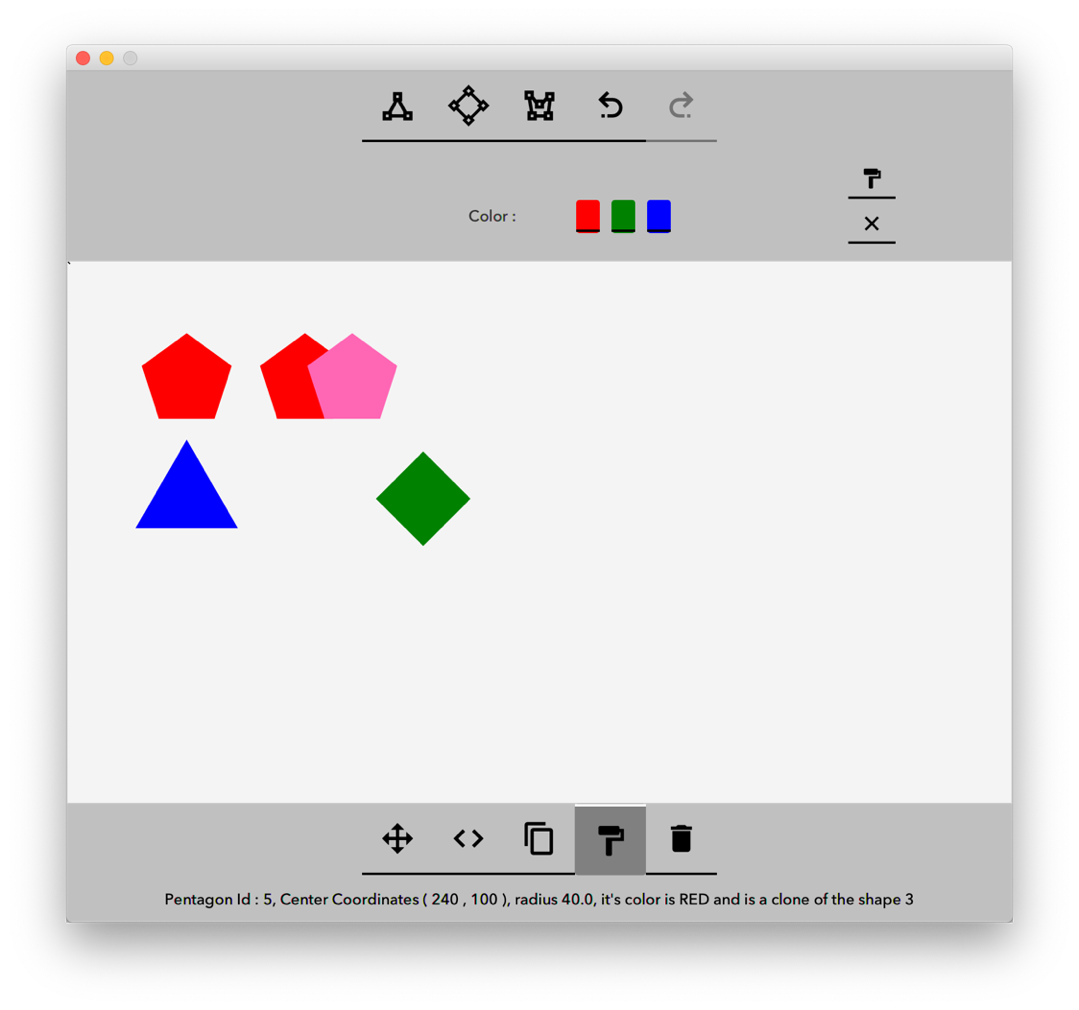 Color :
Pentagon Id : 5, Center Coordinates ( 240 , 100 ), radius 40.0, it's color is RED and is a clone of the shape 3